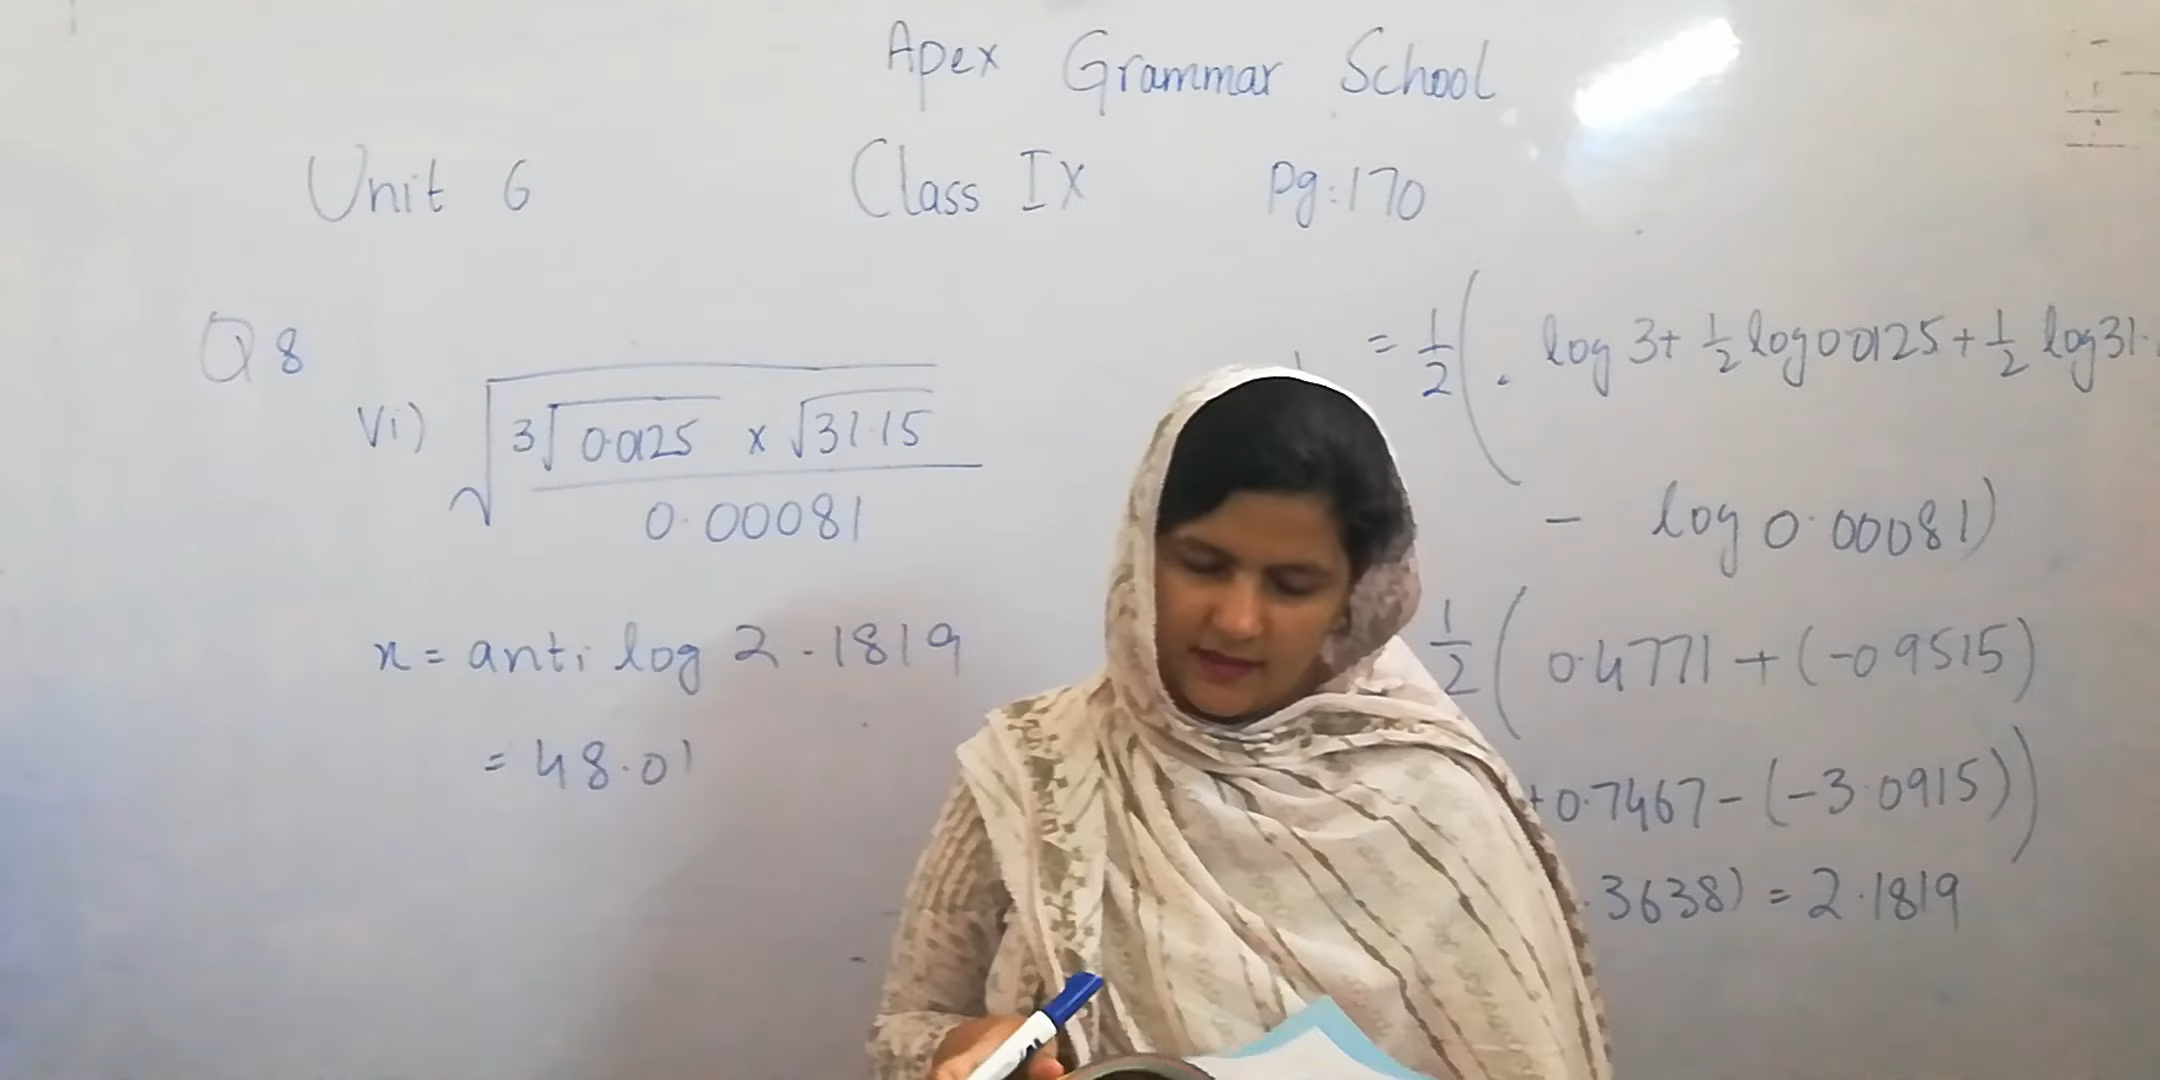 Apex Grammar School
Unit 6 Class IX Pg:170
Q 8
vi) √(3√0.0125 × √31.15 / 0.00081)
x = anti log 2.1819
= 48.01
= 1/2 ( log 3 + 1/2 log 0.0125 + 1/2 log 31.
- log 0.00081)
1/2 (0.4771 + (-0.9515)
+0.7467 - (-3.0915))
.3638) = 2.1819